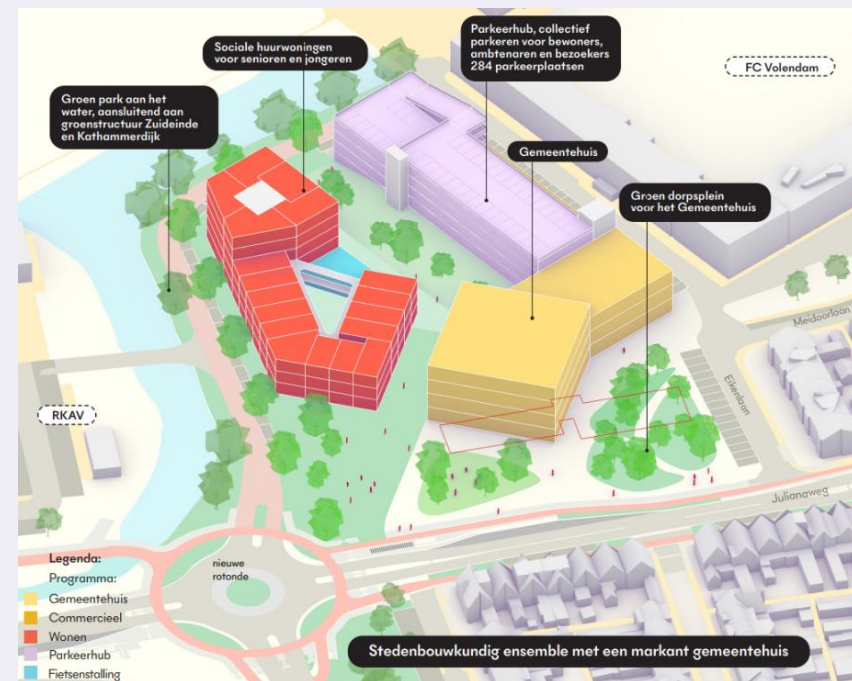 Sociale huurwoningen
voor senioren en jongeren
Parkeerhub, collectief
parkeren voor bewoners,
ambtenaren en bezoekers
284 parkeerplaatsen
FC Volendam
Groen park aan het
water, aansluitend aan
groenstructuur Zuideinde
en Kathammerdijk
Gemeentehuis
Groen dorpsplein
voor het Gemeentehuis
Meidoorlaan
Eikenlaan
RKAV
Julianaweg
nieuwe
rotonde
Legenda:
Programma:
Gemeentehuis
Commercieel
Wonen
Parkeerhub
Fietsenstalling
Stedenbouwkundig ensemble met een markant gemeentehuis